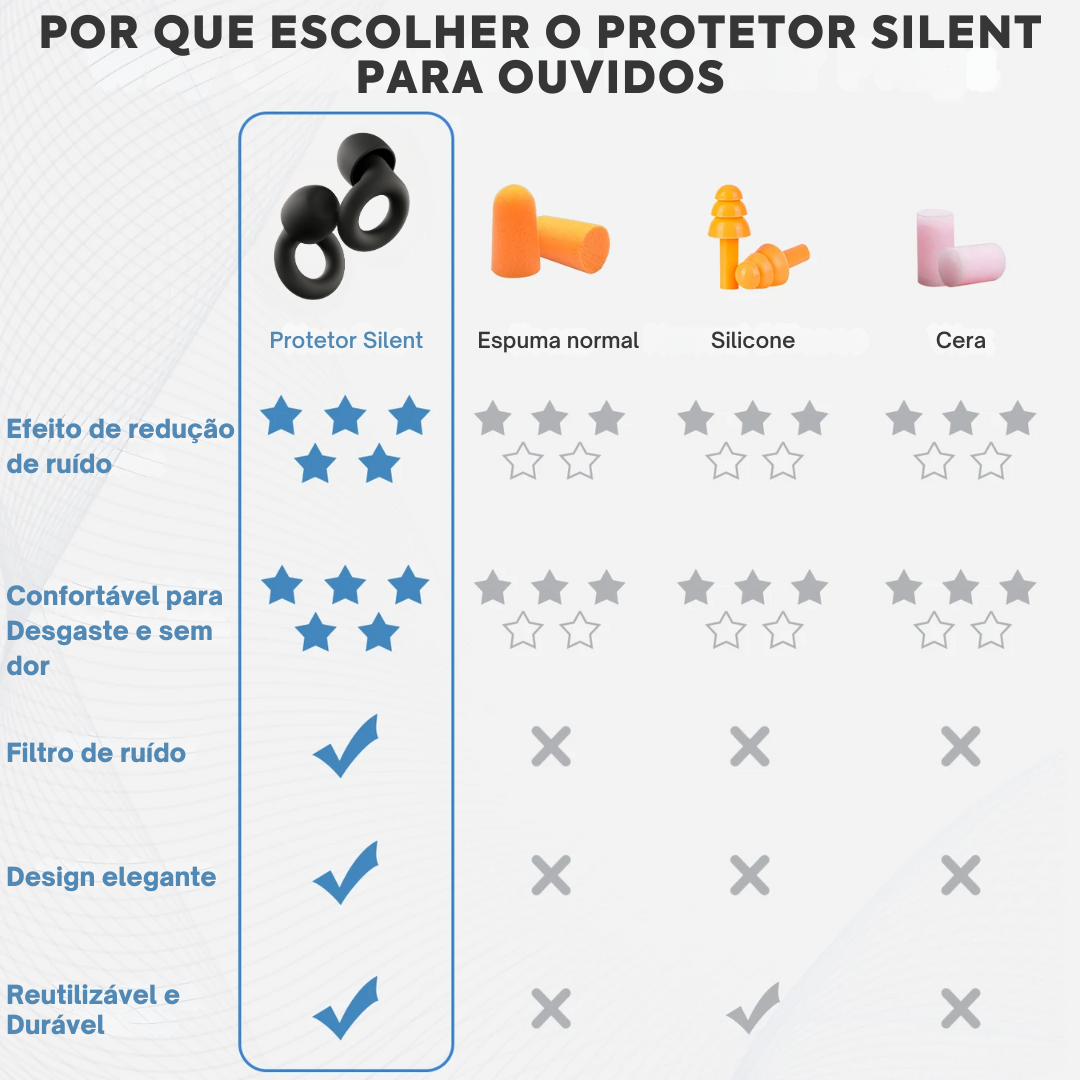 POR QUE ESCOLHER O PROTETOR SILENT
PARA OUVIDOS
Protetor Silent
Espuma normal
Silicone
Cera
Efeito de redução
de ruído
Confortável para
Desgaste e sem
dor
Filtro de ruído
Design elegante
Reutilizável e
Durável